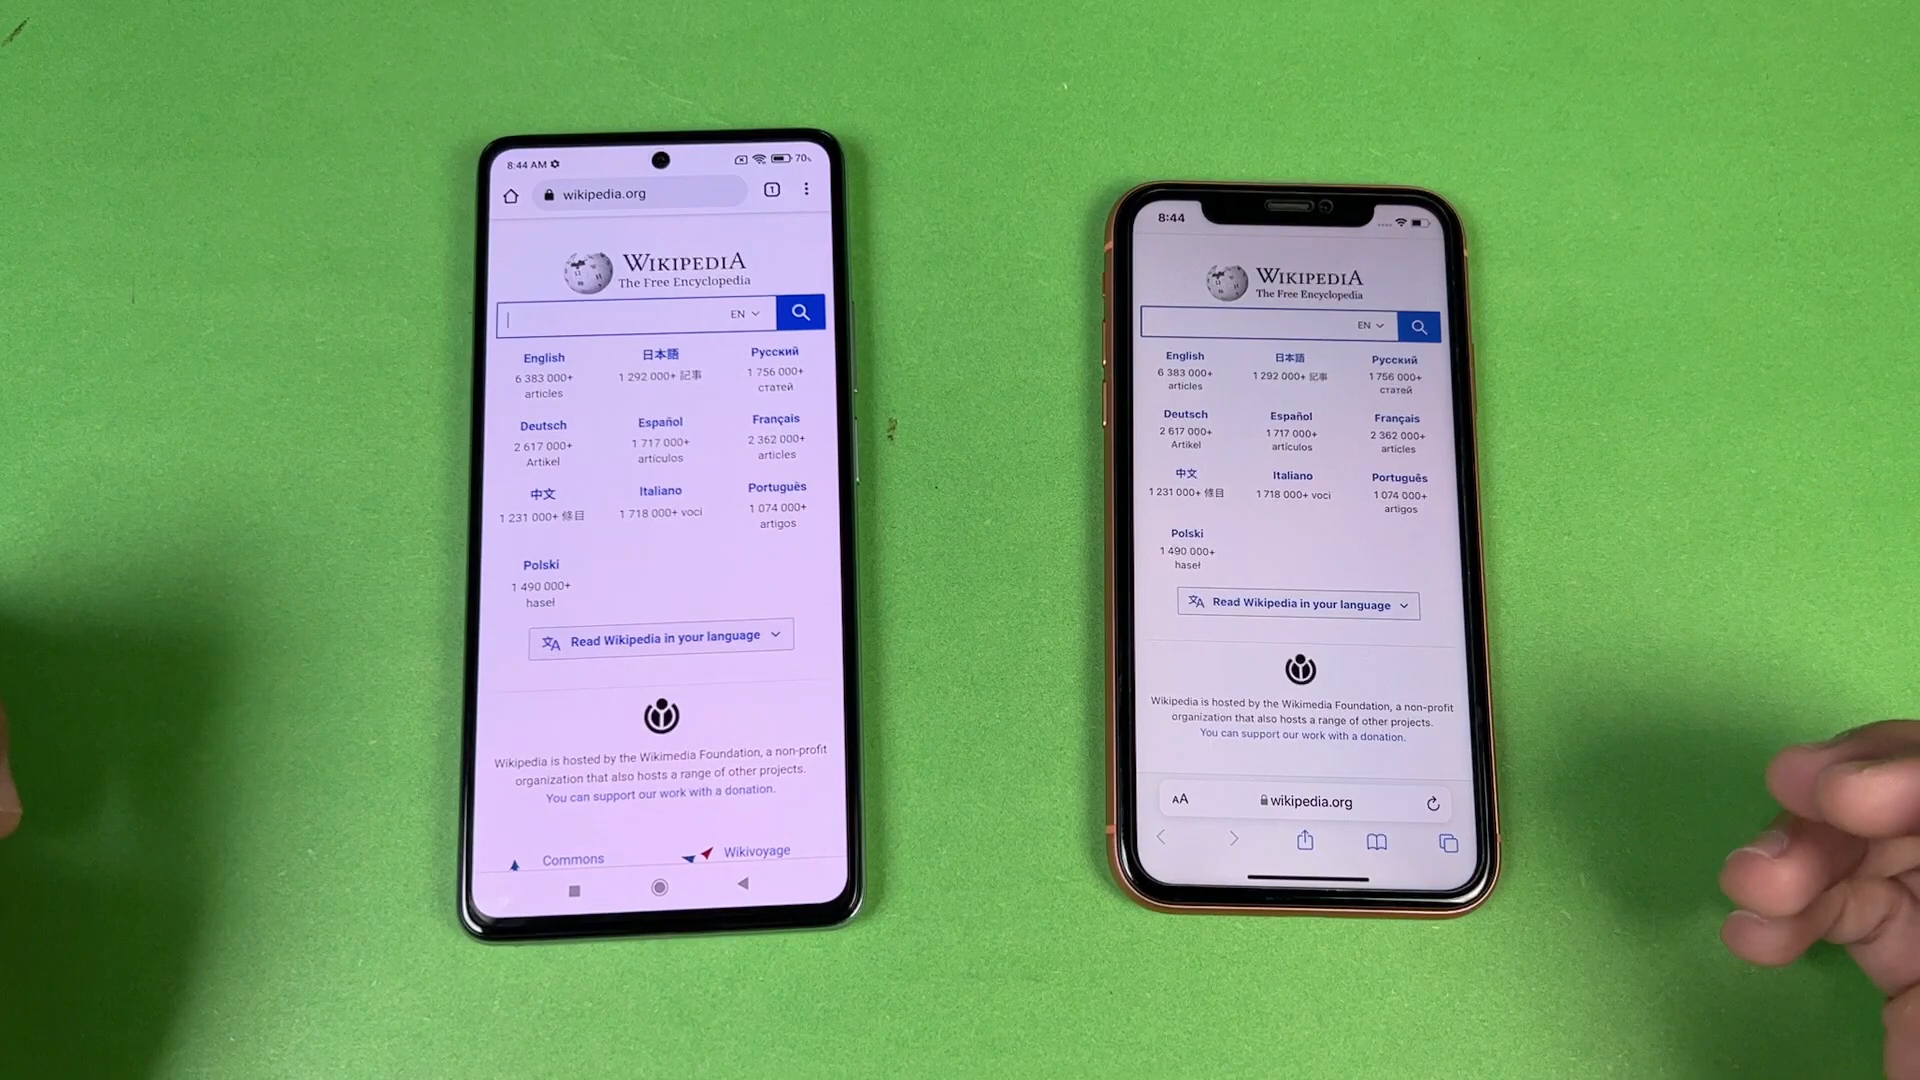 8:44 AM
70%
wikipedia.org
1
WIKIPEDIA
The Free Encyclopedia
EN
English
6 383 000+
articles
日本語
1 292 000+ 記事
Русский
1 756 000+
статей
Deutsch
2 617 000+
Artikel
Español
1 717 000+
artículos
Français
2 362 000+
articles
中文
1 231 000+ 條目
Italiano
1 718 000+ voci
Português
1 074 000+
artigos
Polski
1 490 000+
haseł
Read Wikipedia in your language
Wikipedia is hosted by the Wikimedia Foundation, a non-profit
organization that also hosts a range of other projects.
You can support our work with a donation.
Commons
Wikivoyage
8:44
WIKIPEDIA
The Free Encyclopedia
EN
English
6 383 000+
articles
日本語
1 292 000+ 記事
Русский
1 756 000+
статей
Deutsch
2 617 000+
Artikel
Español
1 717 000+
artículos
Français
2 362 000+
articles
中文
1 231 000+ 條目
Italiano
1 718 000+ voci
Português
1 074 000+
artigos
Polski
1 490 000+
haseł
Read Wikipedia in your language
Wikipedia is hosted by the Wikimedia Foundation, a non-profit
organization that also hosts a range of other projects.
You can support our work with a donation.
AA
wikipedia.org